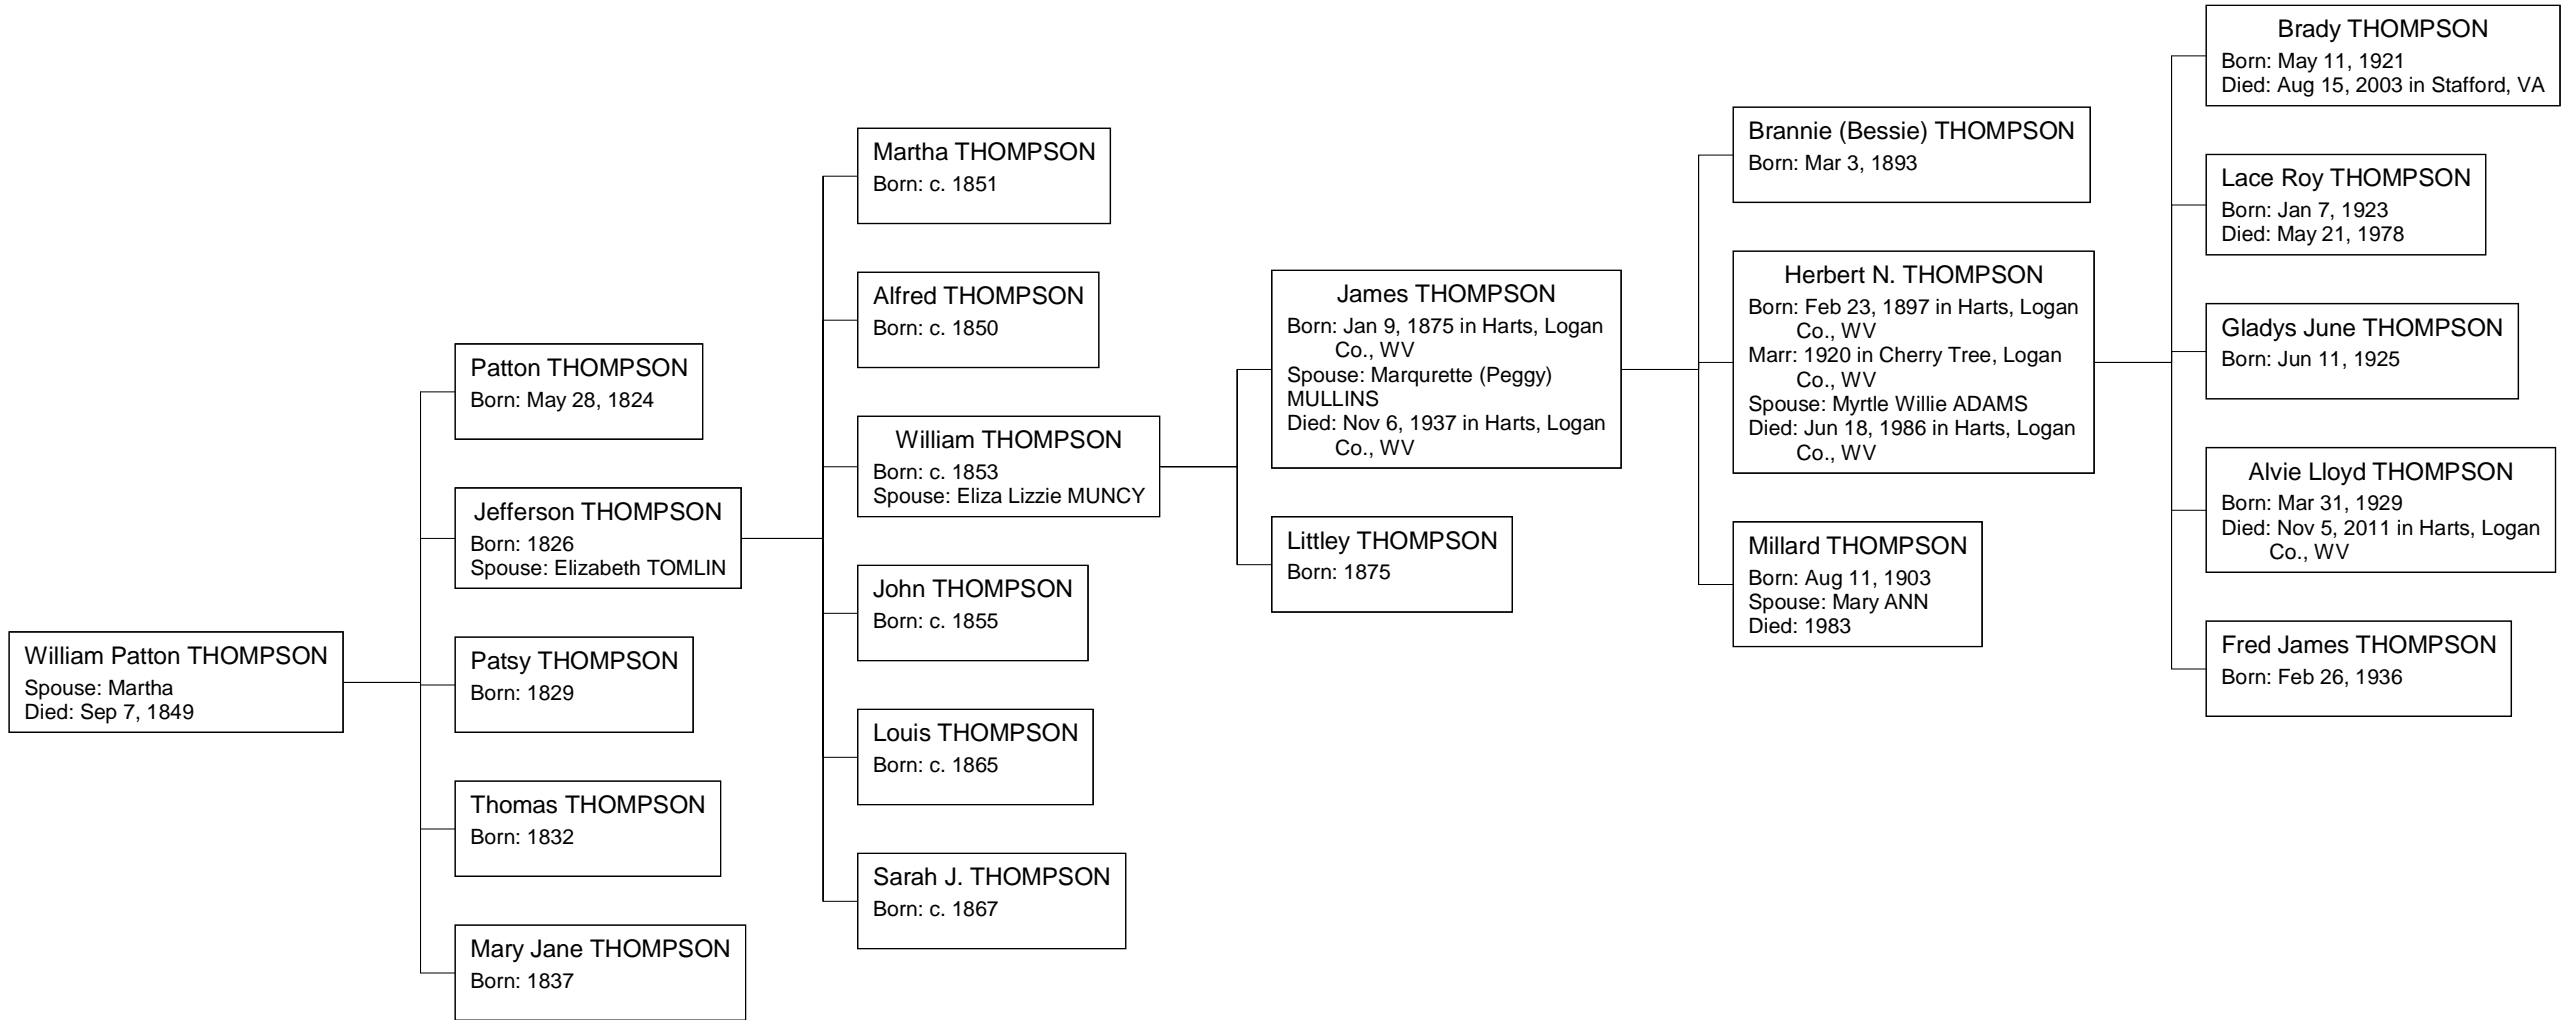 William Patton THOMPSON
Spouse: Martha
Died: Sep 7, 1849
Patton THOMPSON
Born: May 28, 1824
Jefferson THOMPSON
Born: 1826
Spouse: Elizabeth TOMLIN
Patsy THOMPSON
Born: 1829
Thomas THOMPSON
Born: 1832
Mary Jane THOMPSON
Born: 1837
Martha THOMPSON
Born: c. 1851
Alfred THOMPSON
Born: c. 1850
William THOMPSON
Born: c. 1853
Spouse: Eliza Lizzie MUNCY
John THOMPSON
Born: c. 1855
Louis THOMPSON
Born: c. 1865
Sarah J. THOMPSON
Born: c. 1867
James THOMPSON
Born: Jan 9, 1875 in Harts, Logan
Co., WV
Spouse: Marqurette (Peggy)
MULLINS
Died: Nov 6, 1937 in Harts, Logan
Co., WV
Littley THOMPSON
Born: 1875
Brannie (Bessie) THOMPSON
Born: Mar 3, 1893
Herbert N. THOMPSON
Born: Feb 23, 1897 in Harts, Logan
Co., WV
Marr: 1920 in Cherry Tree, Logan
Co., WV
Spouse: Myrtle Willie ADAMS
Died: Jun 18, 1986 in Harts, Logan
Co., WV
Millard THOMPSON
Born: Aug 11, 1903
Spouse: Mary ANN
Died: 1983
Brady THOMPSON
Born: May 11, 1921
Died: Aug 15, 2003 in Stafford, VA
Lace Roy THOMPSON
Born: Jan 7, 1923
Died: May 21, 1978
Gladys June THOMPSON
Born: Jun 11, 1925
Alvie Lloyd THOMPSON
Born: Mar 31, 1929
Died: Nov 5, 2011 in Harts, Logan
Co., WV
Fred James THOMPSON
Born: Feb 26, 1936